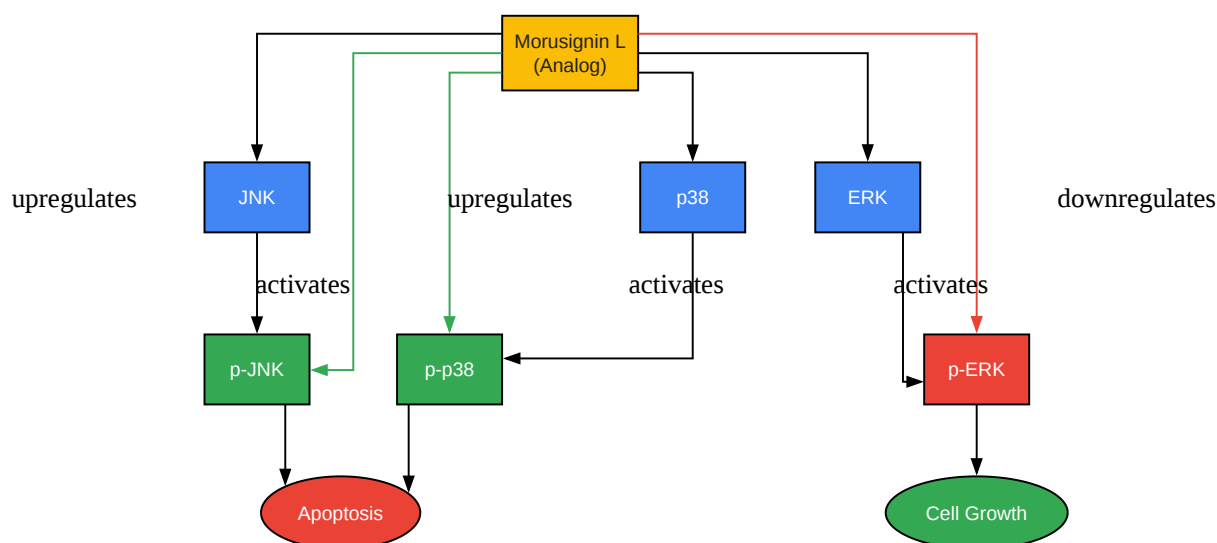 Morusignin L
(Analog)
upregulates
JNK
upregulates
p38
ERK
downregulates
activates
activates
activates
p-JNK
p-p38
p-ERK
Apoptosis
Cell Growth